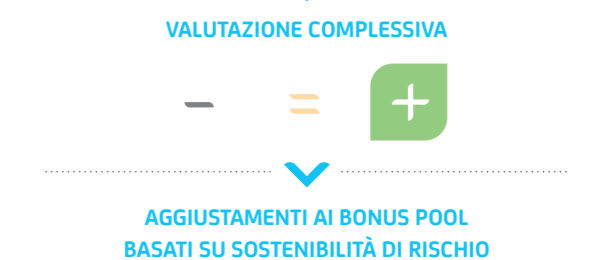 VALUTAZIONE COMPLESSIVA
- = +
AGGIUSTAMENTI AI BONUS POOL
BASATI SU SOSTENIBILITÀ DI RISCHIO